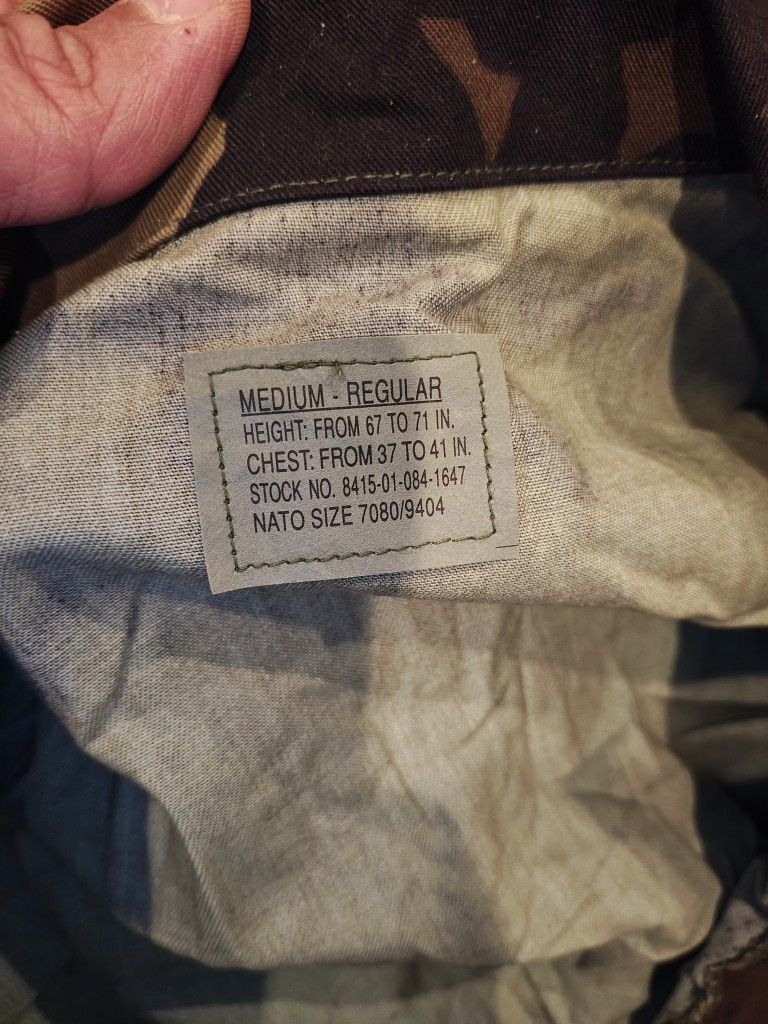 MEDIUM - REGULAR
HEIGHT: FROM 67 TO 71 IN.
CHEST: FROM 37 TO 41 IN.
STOCK NO. 8415-01-084-1647
NATO SIZE 7080/9404